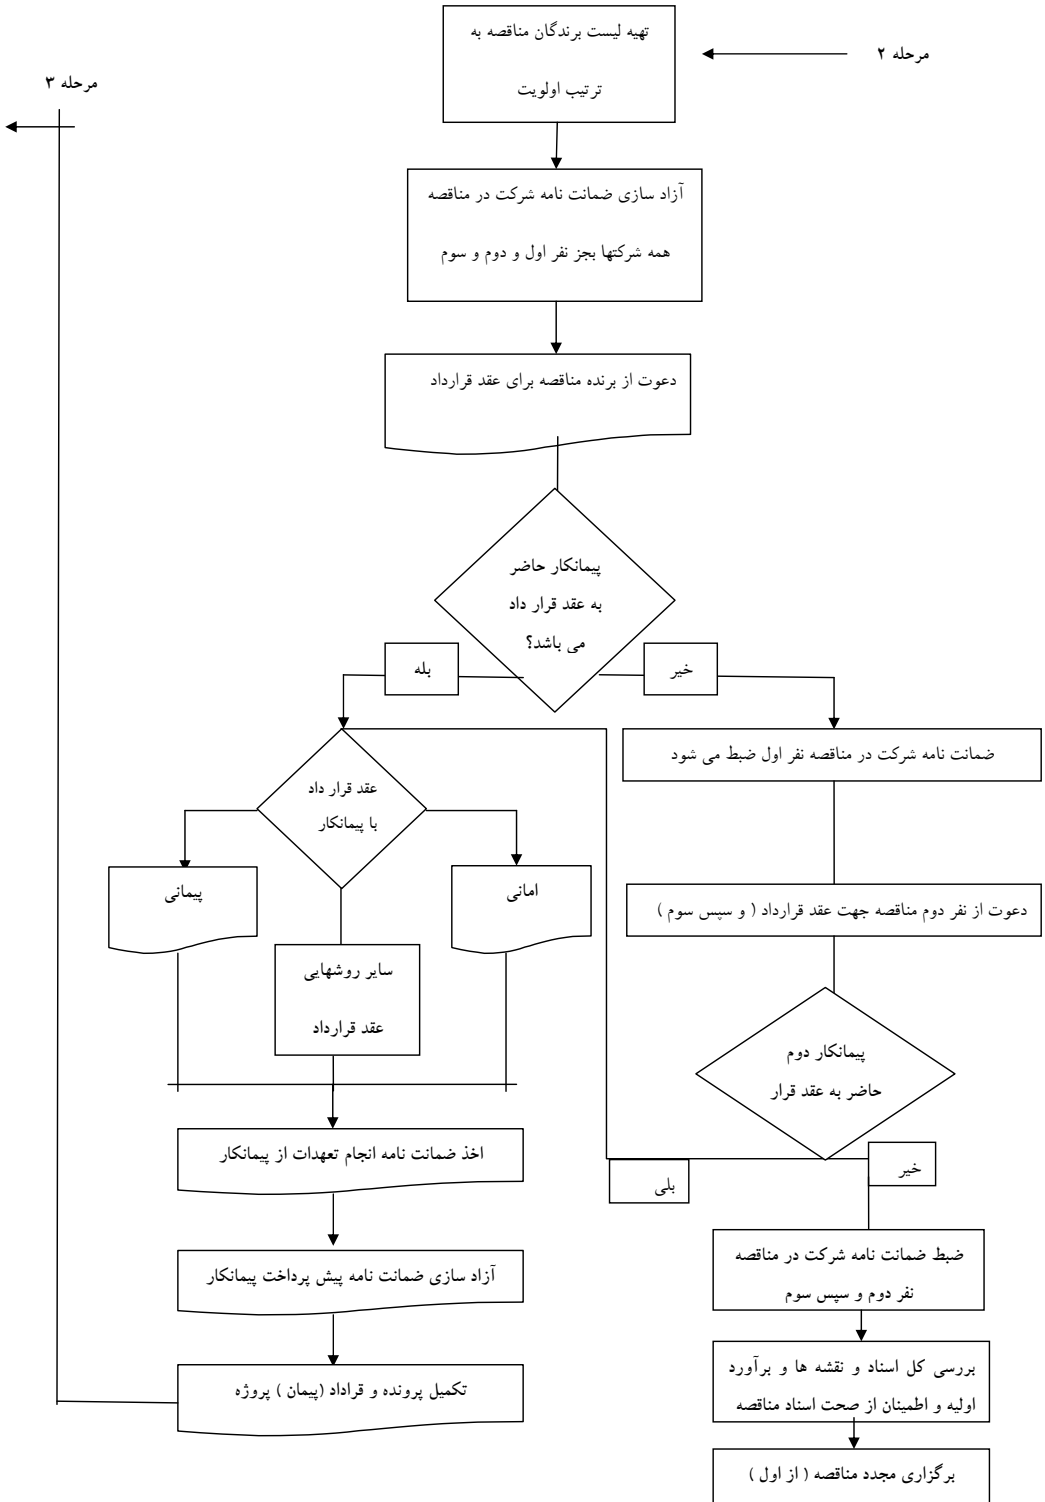 تهیه لیست برندگان مناقصه به
ترتیب اولویت
مرحله ۲
مرحله ۳
آزاد سازی ضمانت نامه شرکت در مناقصه
همه شرکتها بجز نفر اول و دوم و سوم
دعوت از برنده مناقصه برای عقد قرارداد
پیمانکار حاضر
به عقد قرار داد
می باشد؟
خیر
بله
ضمانت نامه شرکت در مناقصه نفر اول ضبط می شود
عقد قرار داد
با پیمانکار
امانی
پیمانی
دعوت از نفر دوم مناقصه جهت عقد قرارداد ( و سپس سوم )
سایر روشهایی
عقد قرارداد
پیمانکار دوم
حاضر به عقد قرار
اخذ ضمانت نامه انجام تعهدات از پیمانکار
خیر
بلی
ضبط ضمانت نامه شرکت در مناقصه
نفر دوم و سپس سوم
آزاد سازی ضمانت نامه پیش پرداخت پیمانکار
بررسی کل اسناد و نقشه ها و برآورد
اولیه و اطمینان از صحت اسناد مناقصه
تکمیل پرونده و قراداد (پیمان ) پروژه
برگزاری مجدد مناقصه ( از اول )